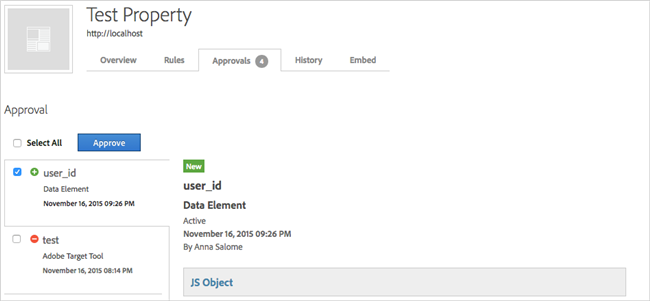 Test Property
http://localhost
Overview Rules Approvals 4 History Embed
Approval
Select All Approve
user_id
Data Element
November 16, 2015 09:26 PM
test
Adobe Target Tool
November 16, 2015 08:14 PM
New
user_id
Data Element
Active
November 16, 2015 09:26 PM
By Anna Salome
JS Object